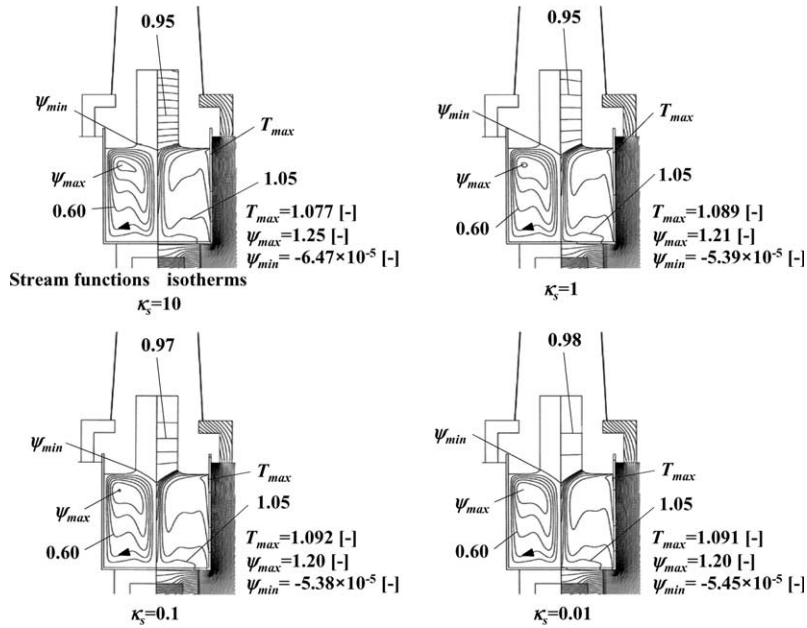 0.95
ψmin
Tmax
ψmax
1.05
0.60
Tmax=1.077 [-]
ψmax=1.25 [-]
ψmin= -6.47×10-5 [-]
Stream functions isotherms
κs=10
0.95
ψmin
Tmax
ψmax
1.05
0.60
Tmax=1.089 [-]
ψmax=1.21 [-]
ψmin= -5.39×10-5 [-]
κs=1
0.97
ψmin
Tmax
ψmax
1.05
0.60
Tmax=1.092 [-]
ψmax=1.20 [-]
ψmin= -5.38×10-5 [-]
κs=0.1
0.98
ψmin
Tmax
ψmax
1.05
0.60
Tmax=1.091 [-]
ψmax=1.20 [-]
ψmin= -5.45×10-5 [-]
κs=0.01